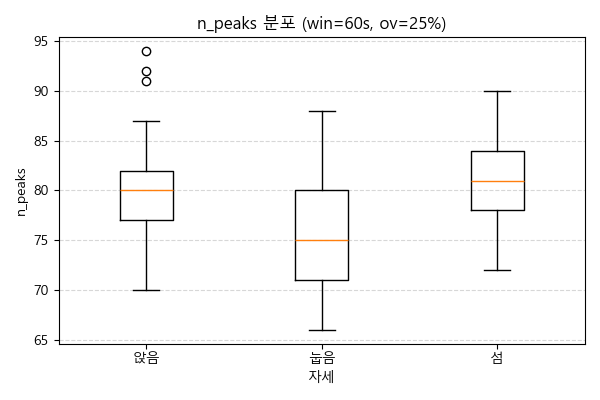 n_peaks 분포 (win=60s, ov=25%)
95
90
85
80
75
70
65
n_peaks
앉음
눕음
섬
자세